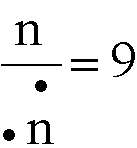 n
— = 9
• •
n